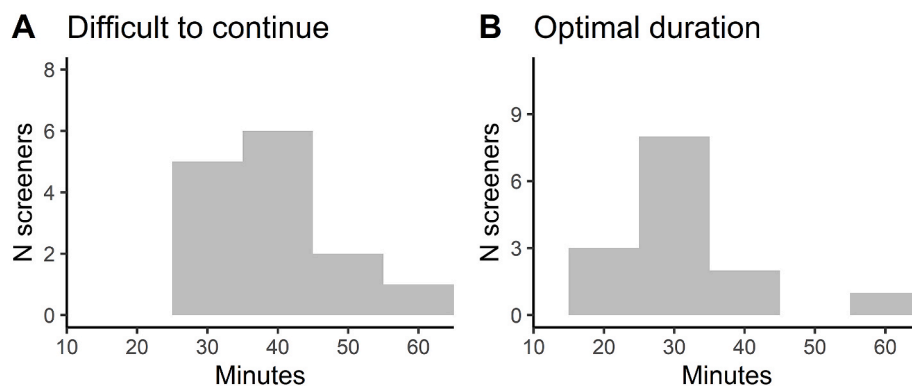 A Difficult to continue
8
6
4
2
0
N screeners
10 20 30 40 50 60
Minutes
B Optimal duration
9
6
3
0
N screeners
10 20 30 40 50 60
Minutes